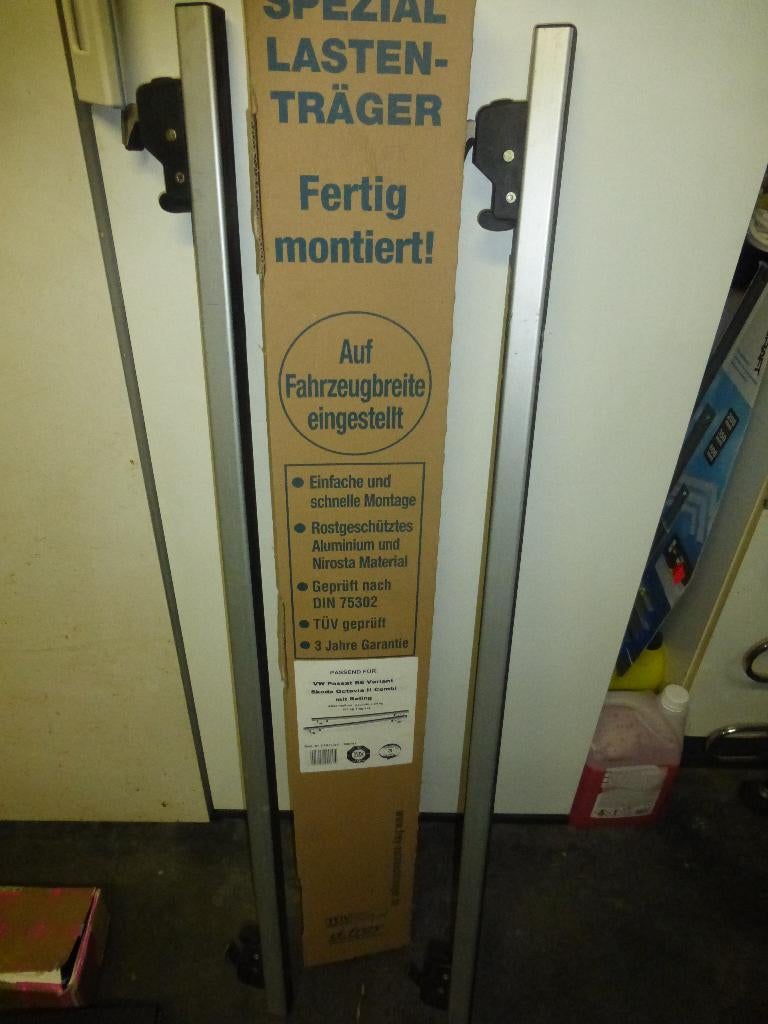 SPEZIAL
LASTEN-
TRÄGER
Fertig
montiert!
Auf
Fahrzeugbreite
eingestellt
Einfache und
schnelle Montage
Rostgeschütztes
Aluminium und
Nirosta Material
Geprüft nach
DIN 75302
TÜV geprüft
3 Jahre Garantie
PASSEND FÜR:
VW Passat B6 Variant
Skoda Octavia II Combi
mit Reling